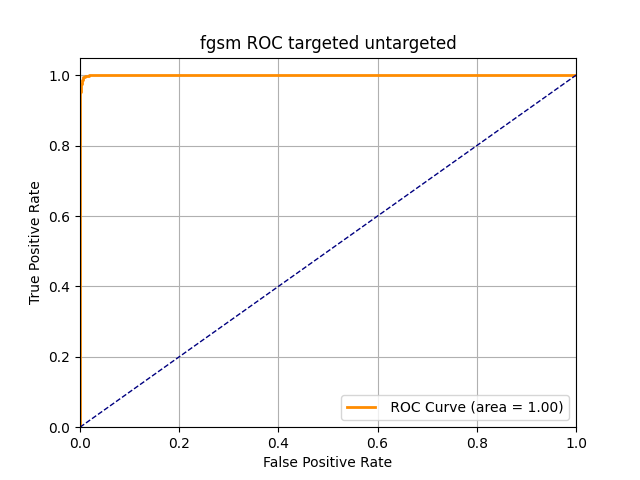 fgsm ROC targeted untargeted
1.0
0.8
0.6
0.4
0.2
0.0
True Positive Rate
ROC Curve (area = 1.00)
0.0 0.2 0.4 0.6 0.8 1.0
False Positive Rate